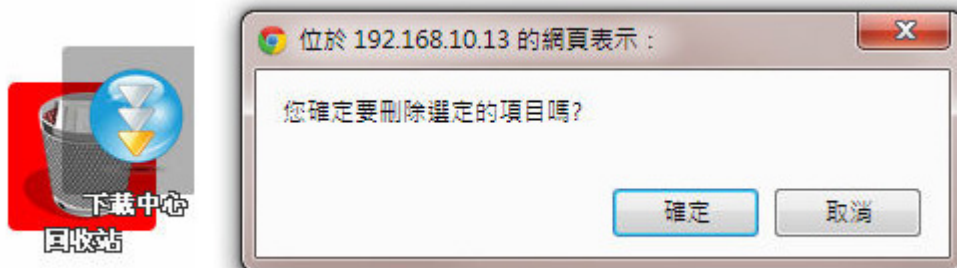 位於 192.168.10.13 的網頁表示：
您確定要刪除選定的項目嗎?
確定
取消
下載中心
回收站